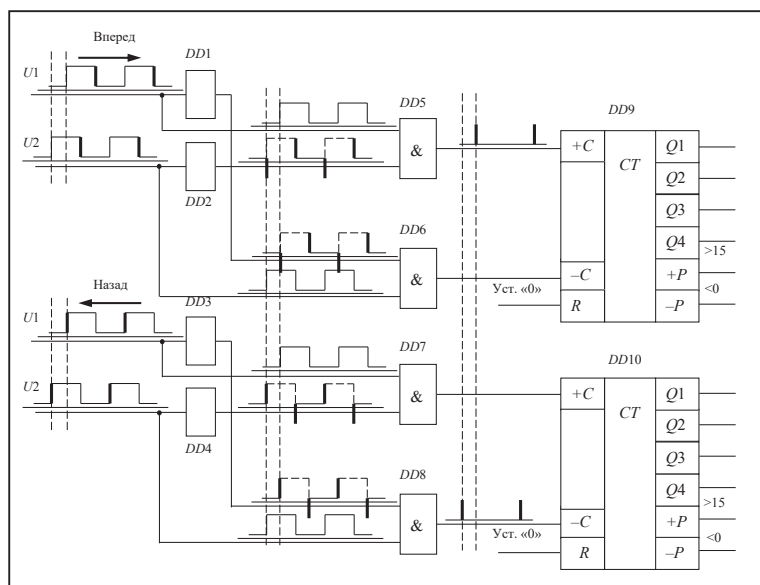 Вперед
DD1
U1
DD5
DD9
U2
&
+C
CT
Q1
Q2
DD2
Q3
DD6
Q4
>15
&
–C
+P
Назад
Уст. «0»
<0
DD3
R
–P
U1
DD7
DD10
U2
&
+C
CT
Q1
Q2
DD4
Q3
DD8
Q4
>15
&
–C
+P
Уст. «0»
<0
R
–P